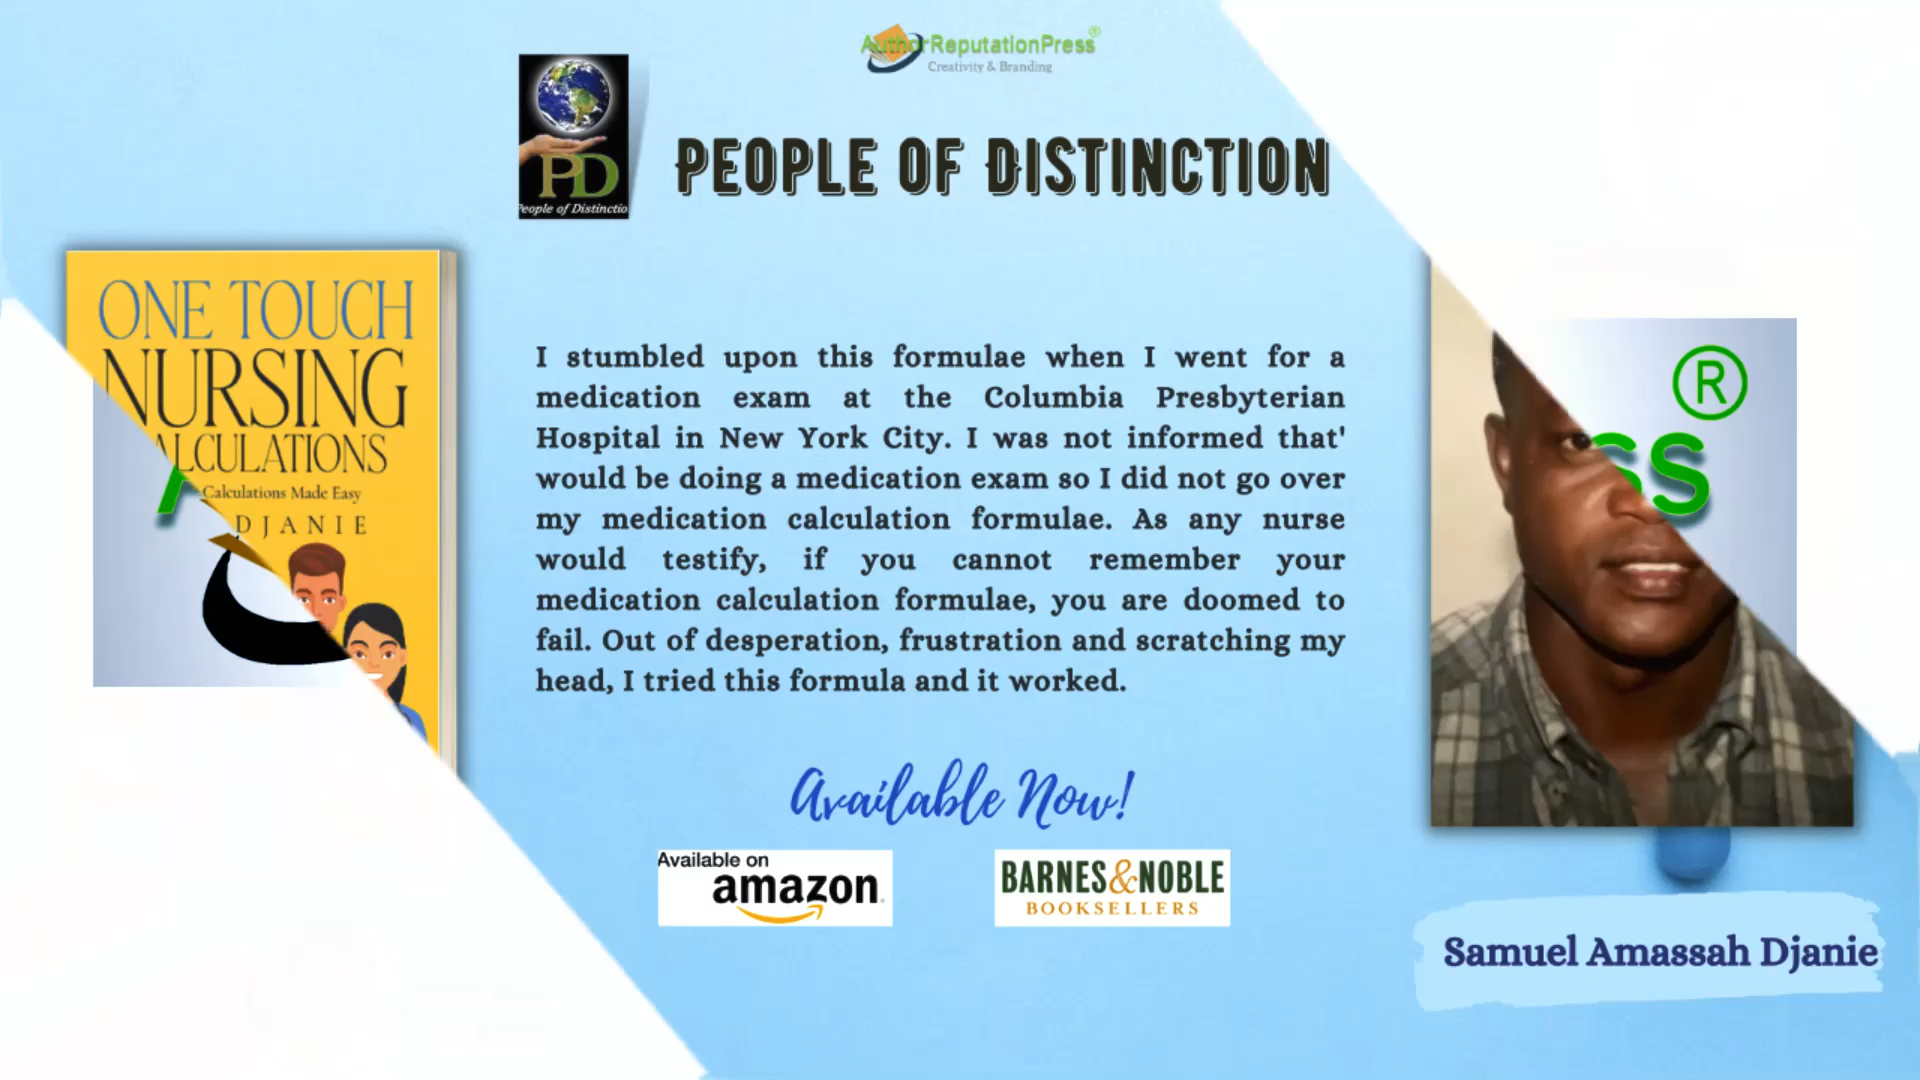 AuthorReputationPress®
Creativity & Branding
PD
People of Distinctio
PEOPLE OF DISTINCTION
ONE TOUCH
NURSING
ALCULATIONS
Calculations Made Easy
DJANIE
I stumbled upon this formulae when I went for a
medication exam at the Columbia Presbyterian
Hospital in New York City. I was not informed that'
would be doing a medication exam so I did not go over
my medication calculation formulae. As any nurse
would testify, if you cannot remember your
medication calculation formulae, you are doomed to
fail. Out of desperation, frustration and scratching my
head, I tried this formula and it worked.
®
ss
Available Now!
Available on
amazon
BARNES&NOBLE
BOOKSELLERS
Samuel Amassah Djanie